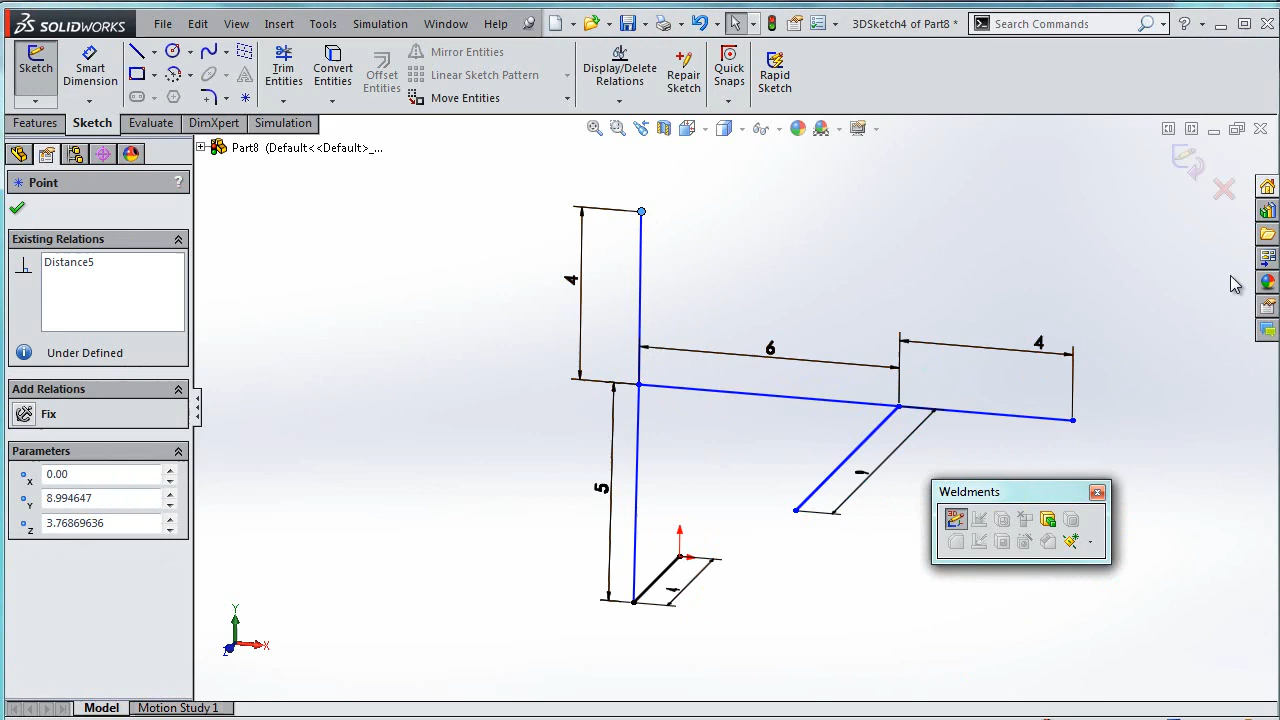 SOLIDWORKS
File Edit View Insert Tools Simulation Window Help
3DSketch4 of Part8 *
Search Commands
Sketch
Smart Dimension
Trim Entities
Convert Entities
Offset Entities
Mirror Entities
Linear Sketch Pattern
Move Entities
Display/Delete Relations
Repair Sketch
Quick Snaps
Rapid Sketch
Features Sketch Evaluate DimXpert Simulation
Part8 (Default<<Default>_...
Point
?
Existing Relations
Distance5
Under Defined
Add Relations
Fix
Parameters
X 0.00
Y 8.994647
Z 3.76869636
4
6
4
5
Weldments
3D
Y
X
Z
Model Motion Study 1